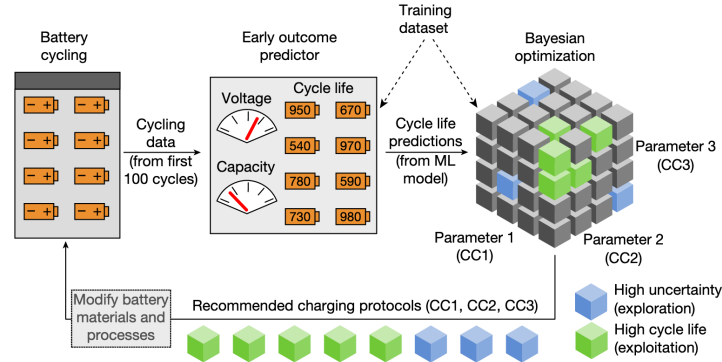 Battery
cycling
− + − +
− + − +
− + − +
− + − +
Cycling
data
(from first
100 cycles)
Early outcome
predictor
Cycle life
Voltage
950 670
540 970
Capacity
780 590
730 980
Training
dataset
Cycle life
predictions
(from ML
model)
Bayesian
optimization
Parameter 3
(CC3)
Parameter 1
(CC1)
Parameter 2
(CC2)
Modify battery
materials and
processes
Recommended charging protocols (CC1, CC2, CC3)
High uncertainty
(exploration)
High cycle life
(exploitation)